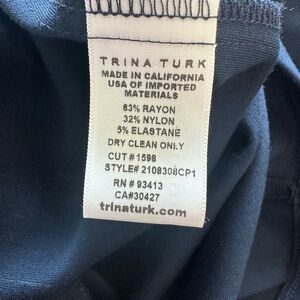 TRINA TURK
MADE IN CALIFORNIA
USA OF IMPORTED
MATERIALS
63% RAYON
32% NYLON
5% ELASTANE
DRY CLEAN ONLY
CUT #1598
STYLE# 2108308CP1
RN # 93413
CA#30427
trinaturk.com